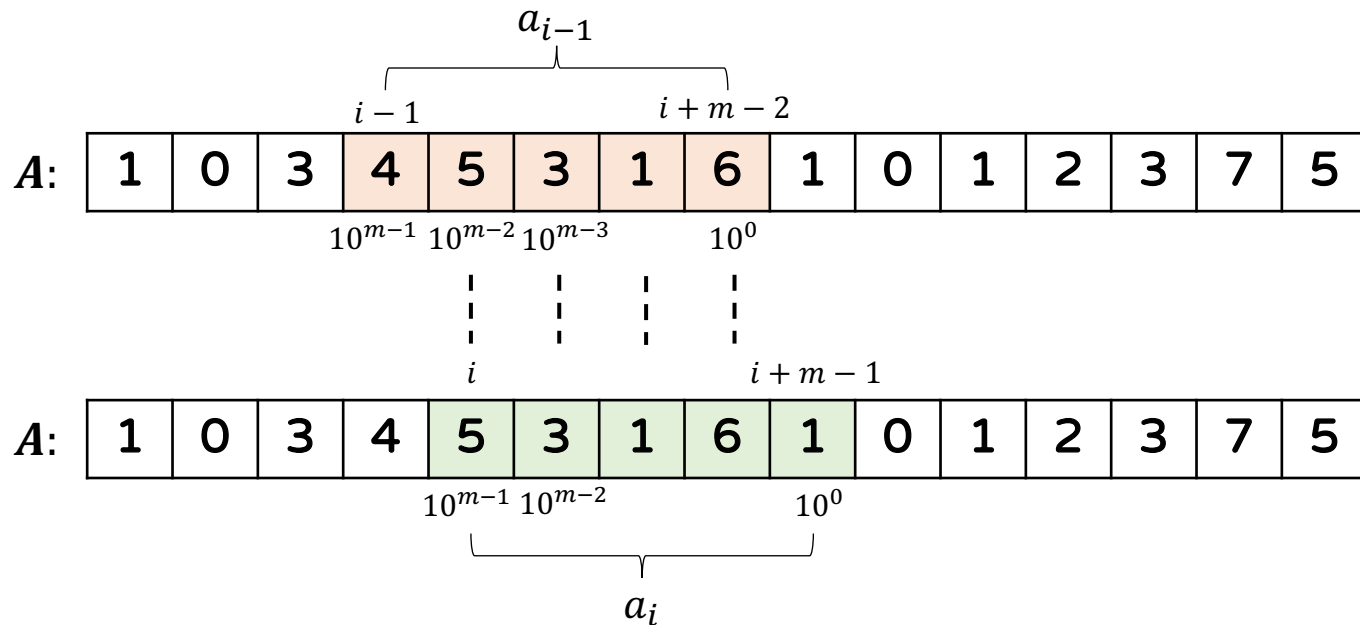 a_{i−1}
i − 1 i + m − 2
A: 1 0 3 4 5 3 1 6 1 0 1 2 3 7 5
10^{m−1} 10^{m−2} 10^{m−3} 10^0
i i + m − 1
A: 1 0 3 4 5 3 1 6 1 0 1 2 3 7 5
10^{m−1} 10^{m−2} 10^0
a_i